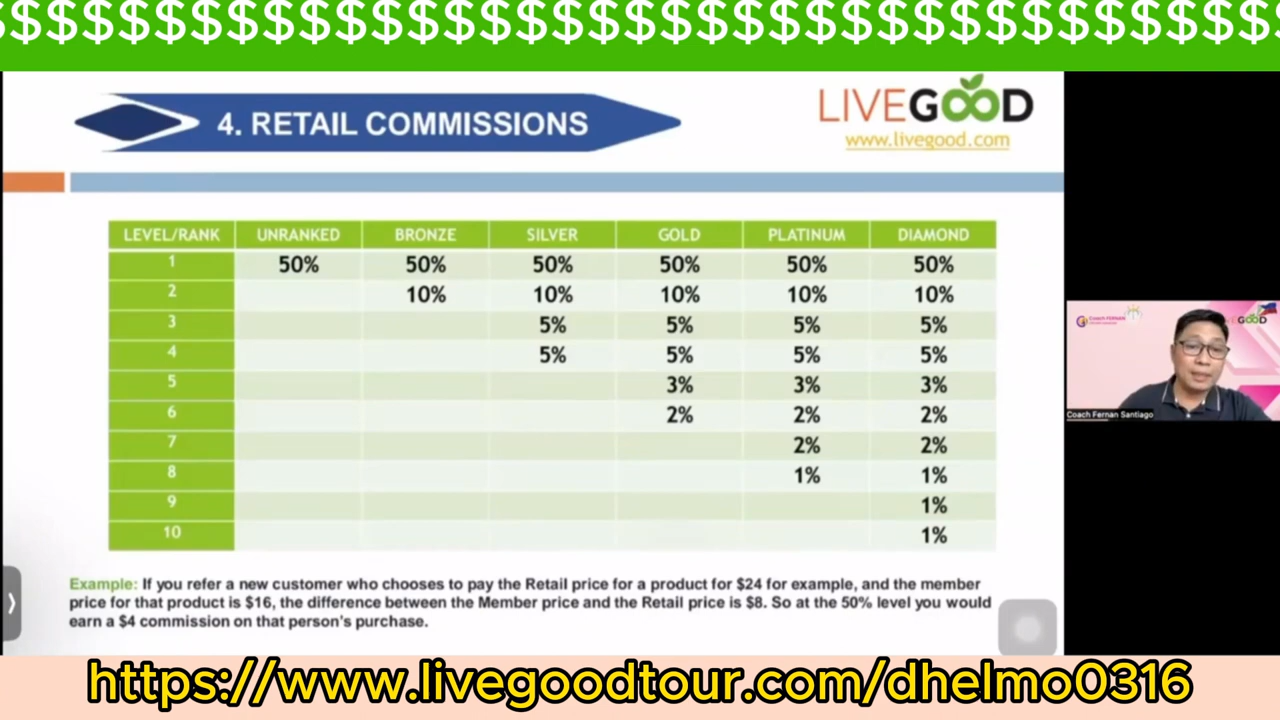 $$$$$$$$$$$$$$$$$$$$$$$$$$$$$$$$$$$
4. RETAIL COMMISSIONS
LIVEGOOD
www.livegood.com
LEVEL/RANK UNRANKED BRONZE SILVER GOLD PLATINUM DIAMOND
1 50% 50% 50% 50% 50% 50%
2 10% 10% 10% 10% 10%
3 5% 5% 5% 5%
4 5% 5% 5% 5%
5 3% 3% 3%
6 2% 2% 2%
7 2% 2%
8 1% 1%
9 1%
10 1%
Example: If you refer a new customer who chooses to pay the Retail price for a product for $24 for example, and the member
price for that product is $16, the difference between the Member price and the Retail price is $8. So at the 50% level you would
earn a $4 commission on that person's purchase.
Coach FERNAN
GOOD
Coach Fernan Santiago
https://www.livegoodtour.com/dhelmo0316